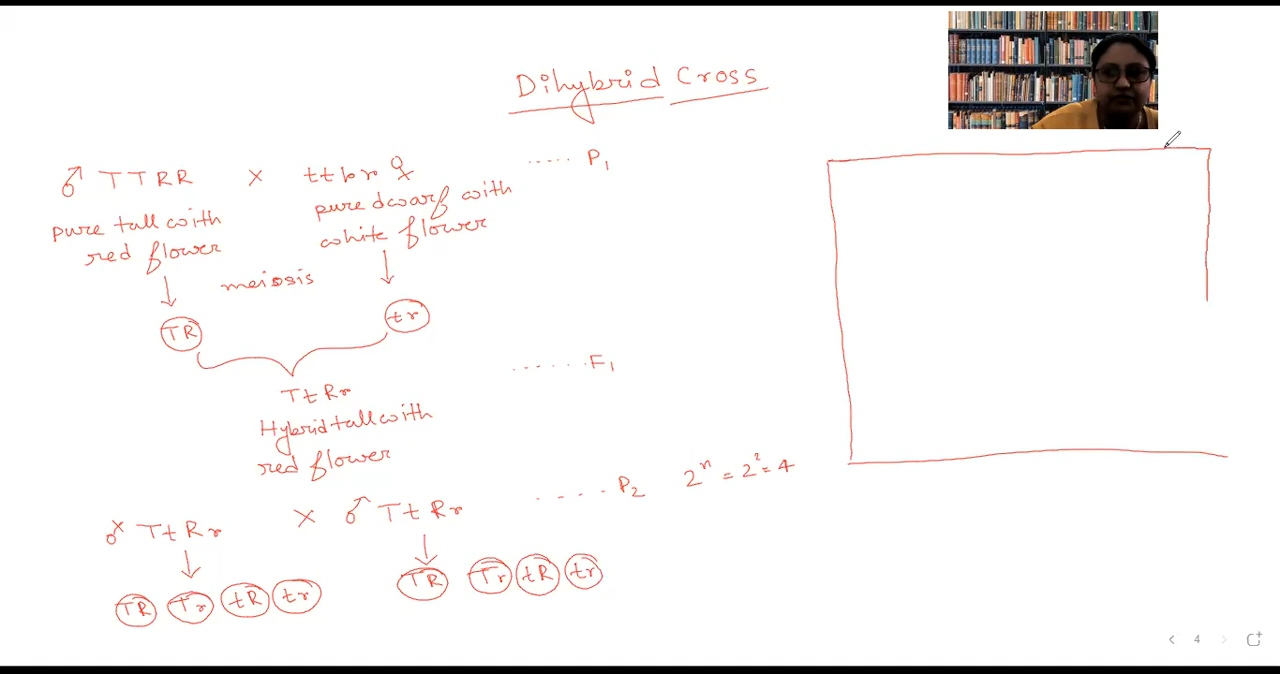 Dihybrid Cross
♂ TTRR × ttrr ♀ ..... P1
pure tall with
red flower
pure dwarf with
white flower
meiosis
TR tr
TtRr ...... F1
Hybrid tall with
red flower
TtRr × ♂ TtRr ..... P2 2^n = 2^2 = 4
TR Tr tR tr TR Tr tR tr
4